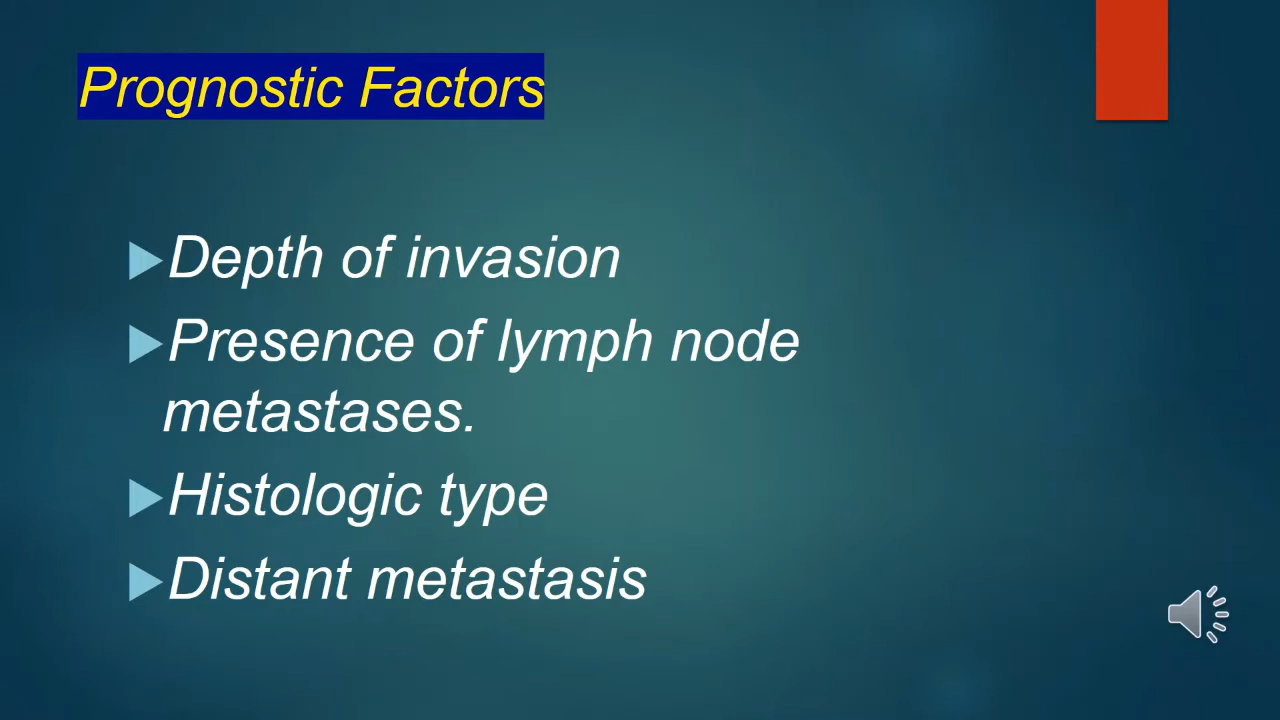 Prognostic Factors
Depth of invasion
Presence of lymph node
metastases.
Histologic type
Distant metastasis